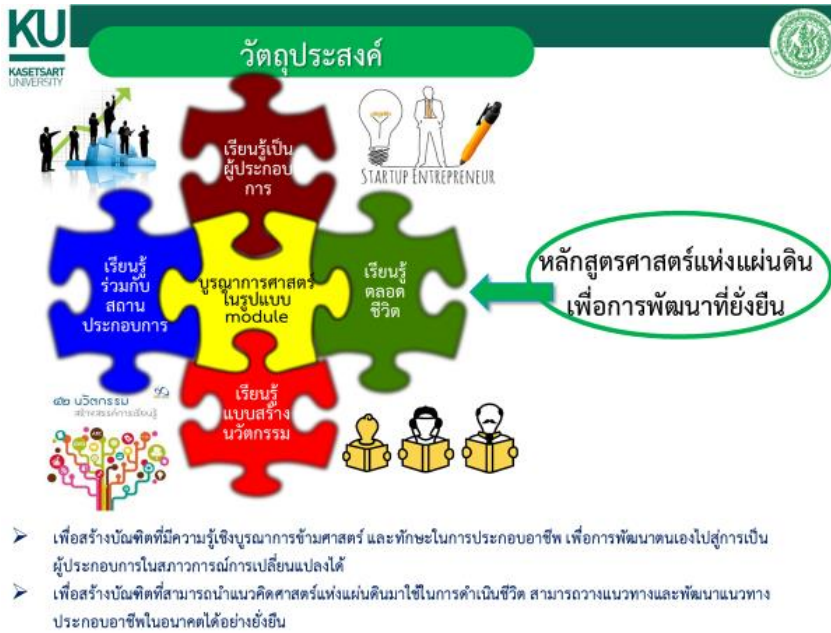 KU
KASETSART
UNIVERSITY
วัตถุประสงค์
เรียนรู้เป็น
ผู้ประกอบ
การ
STARTUP ENTREPRENEUR
เรียนรู้
ร่วมกับ
สถาน
ประกอบการ
บูรณาการศาสตร์
ในรูปแบบ
module
เรียนรู้
ตลอด
ชีวิต
หลักสูตรศาสตร์แห่งแผ่นดิน
เพื่อการพัฒนาที่ยั่งยืน
เรียนรู้
แบบสร้าง
นวัตกรรม
๔๒ นวัตกรรม
สร้างสรรค์การเรียนรู้
เพื่อสร้างบัณฑิตที่มีความรู้เชิงบูรณาการข้ามศาสตร์ และทักษะในการประกอบอาชีพ เพื่อการพัฒนาตนเองไปสู่การเป็น
ผู้ประกอบการในสภาวการณ์การเปลี่ยนแปลงได้
เพื่อสร้างบัณฑิตที่สามารถนำแนวคิดศาสตร์แห่งแผ่นดินมาใช้ในการดำเนินชีวิต สามารถวางแนวทางและพัฒนาแนวทาง
ประกอบอาชีพในอนาคตได้อย่างยั่งยืน